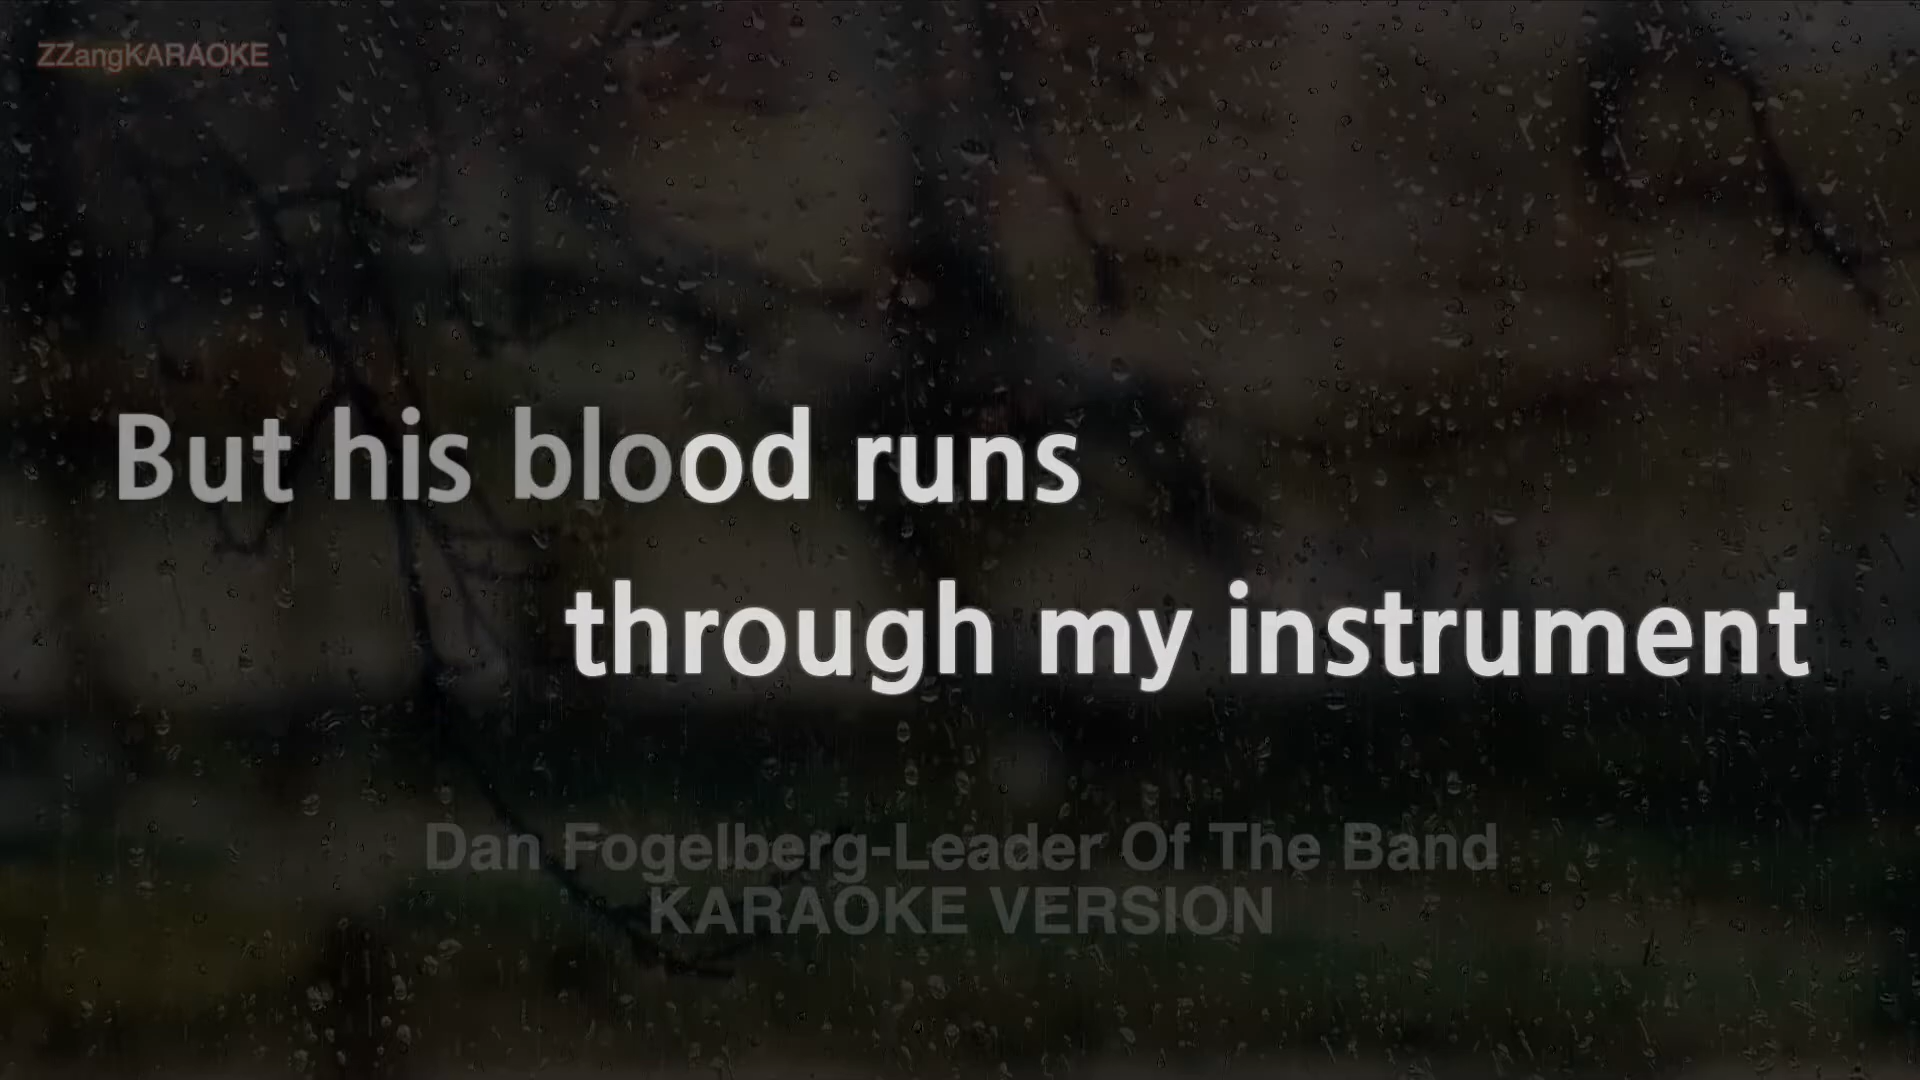 ZZangKARAOKE
But his blood runs
through my instrument
Dan Fogelberg-Leader Of The Band
KARAOKE VERSION